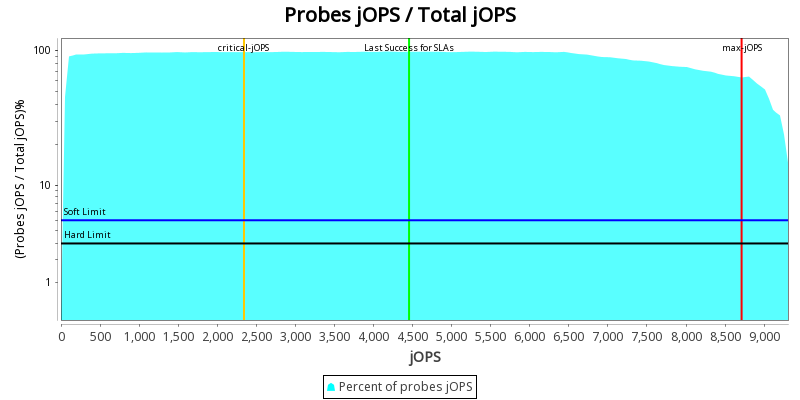 Probes jOPS / Total jOPS
critical-jOPS
Last Success for SLAs
max-jOPS
(Probes jOPS / Total jOPS)%
100
10
1
Soft Limit
Hard Limit
0 500 1,000 1,500 2,000 2,500 3,000 3,500 4,000 4,500 5,000 5,500 6,000 6,500 7,000 7,500 8,000 8,500 9,000
jOPS
Percent of probes jOPS